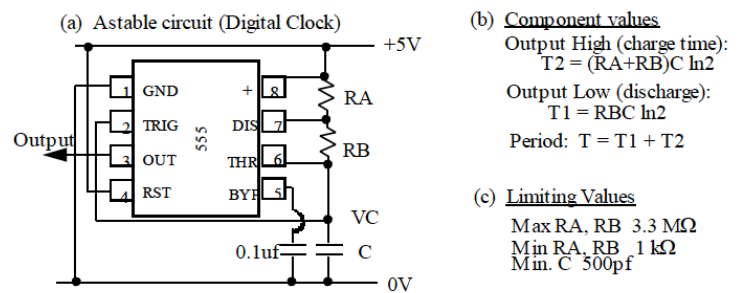 (a) Astable circuit (Digital Clock)
+5V
1 GND
+ 8
RA
2 TRIG
DIS 7
555
Output
3 OUT
THR 6
RB
4 RST
BYP 5
VC
0.1uf
C
0V
(b) Component values
Output High (charge time):
T2 = (RA+RB)C ln2
Output Low (discharge):
T1 = RBC ln2
Period: T = T1 + T2
(c) Limiting Values
Max RA, RB 3.3 MΩ
Min RA, RB 1 kΩ
Min. C 500pf